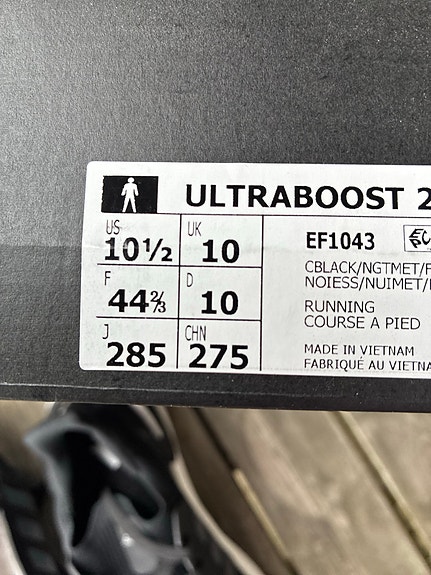 ULTRABOOST 2
US UK
10½ 10
F D
44⅔ 10
J CHN
285 275
EF1043
CBLACK/NGTMET/F
NOIESS/NUIMET/
RUNNING
COURSE A PIED
MADE IN VIETNAM
FABRIQUÉ AU VIETNA